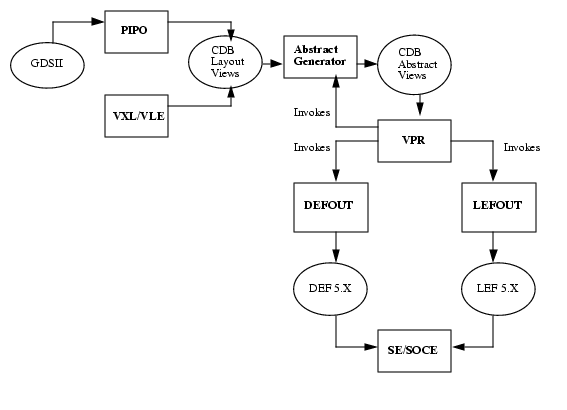 PIPO
GDSII
CDB
Layout
Views
Abstract
Generator
CDB
Abstract
Views
VXL/VLE
Invokes
VPR
Invokes
Invokes
DEFOUT
LEFOUT
DEF 5.X
LEF 5.X
SE/SOCE